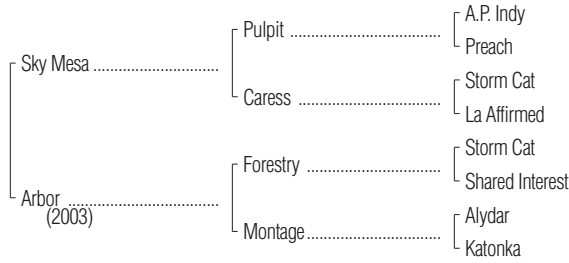 A.P. Indy
Pulpit
Preach
Sky Mesa
Storm Cat
Caress
La Affirmed
Storm Cat
Forestry
Shared Interest
Arbor
(2003)
Alydar
Montage
Katonka